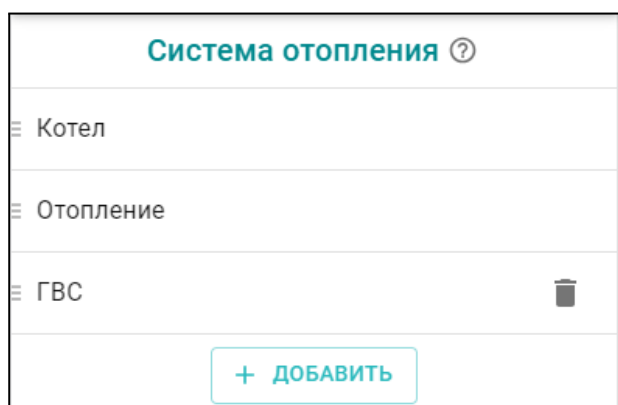 Система отопления ?
Котел
Отопление
ГВС
+ ДОБАВИТЬ